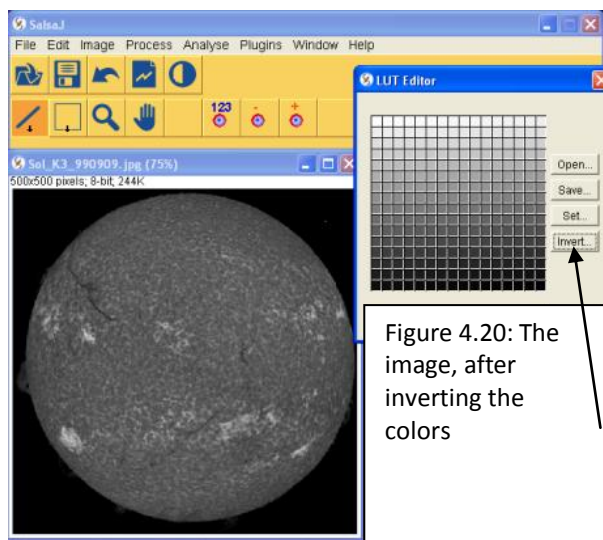 SalsaJ
File Edit Image Process Analyse Plugins Window Help
123
- +
LUT Editor
Open...
Save...
Set...
Invert...
Sol_K3_990909.jpg (75%)
500x500 pixels; 8-bit; 244K
Figure 4.20: The
image, after
inverting the
colors